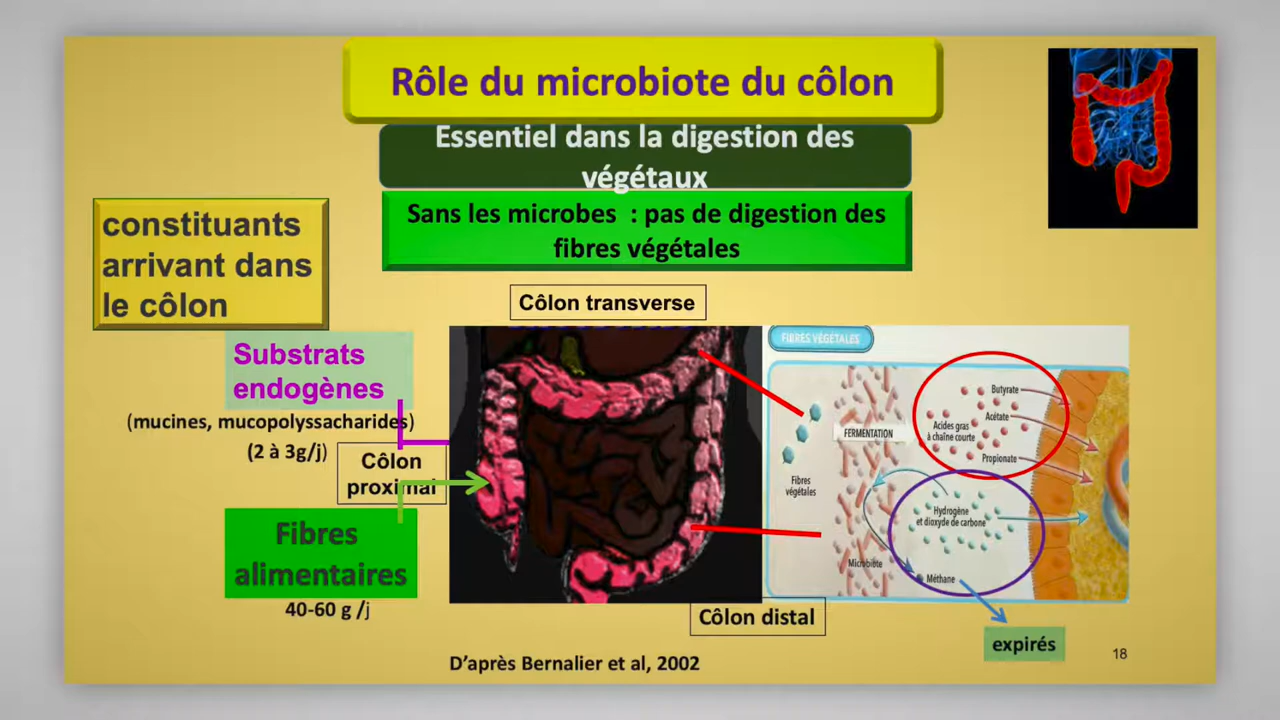 Rôle du microbiote du côlon
Essentiel dans la digestion des
végétaux
Sans les microbes : pas de digestion des
fibres végétales
constituants
arrivant dans
le côlon
Côlon transverse
Substrats
endogènes
(mucines, mucopolyssacharides)
(2 à 3g/j)
Côlon
proximal
Fibres
alimentaires
40-60 g /j
FIBRES VÉGÉTALES
Butyrate
Acétate
Acides gras
à chaîne courte
Propionate
FERMENTATION
Fibres
végétales
Hydrogène
et dioxyde de carbone
Microbiote
Méthane
Côlon distal
expirés
D'après Bernalier et al, 2002
18